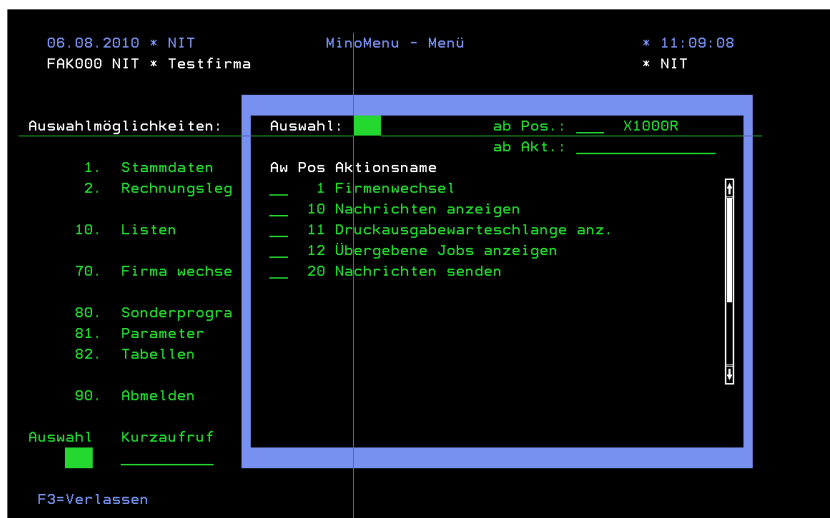 06.08.2010 * NIT MinoMenu - Menü * 11:09:08
FAK000 NIT * Testfirma * NIT
Auswahlmöglichkeiten: Auswahl: ab Pos.: ___ X1000R
ab Akt.: _______________
1. Stammdaten Aw Pos Aktionsname
2. Rechnungsleg __ 1 Firmenwechsel
__ 10 Nachrichten anzeigen
10. Listen __ 11 Druckausgabewarteschlange anz.
__ 12 Übergebene Jobs anzeigen
70. Firma wechse __ 20 Nachrichten senden
80. Sonderprogra
81. Parameter
82. Tabellen
90. Abmelden
Auswahl Kurzaufruf
F3=Verlassen